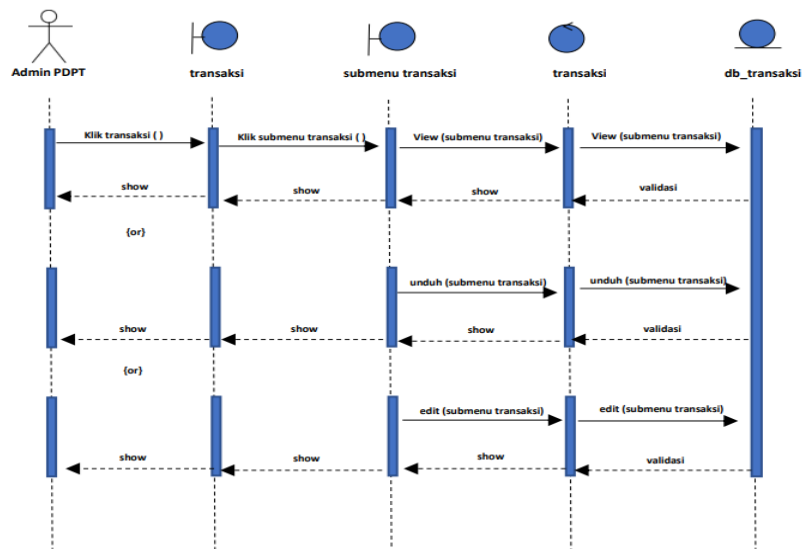 Admin PDPT
transaksi
submenu transaksi
transaksi
db_transaksi
Klik transaksi ( )
Klik submenu transaksi ( )
View (submenu transaksi)
View (submenu transaksi)
show
show
show
validasi
{or}
unduh (submenu transaksi)
unduh (submenu transaksi)
show
show
show
validasi
{or}
edit (submenu transaksi)
edit (submenu transaksi)
show
show
show
validasi